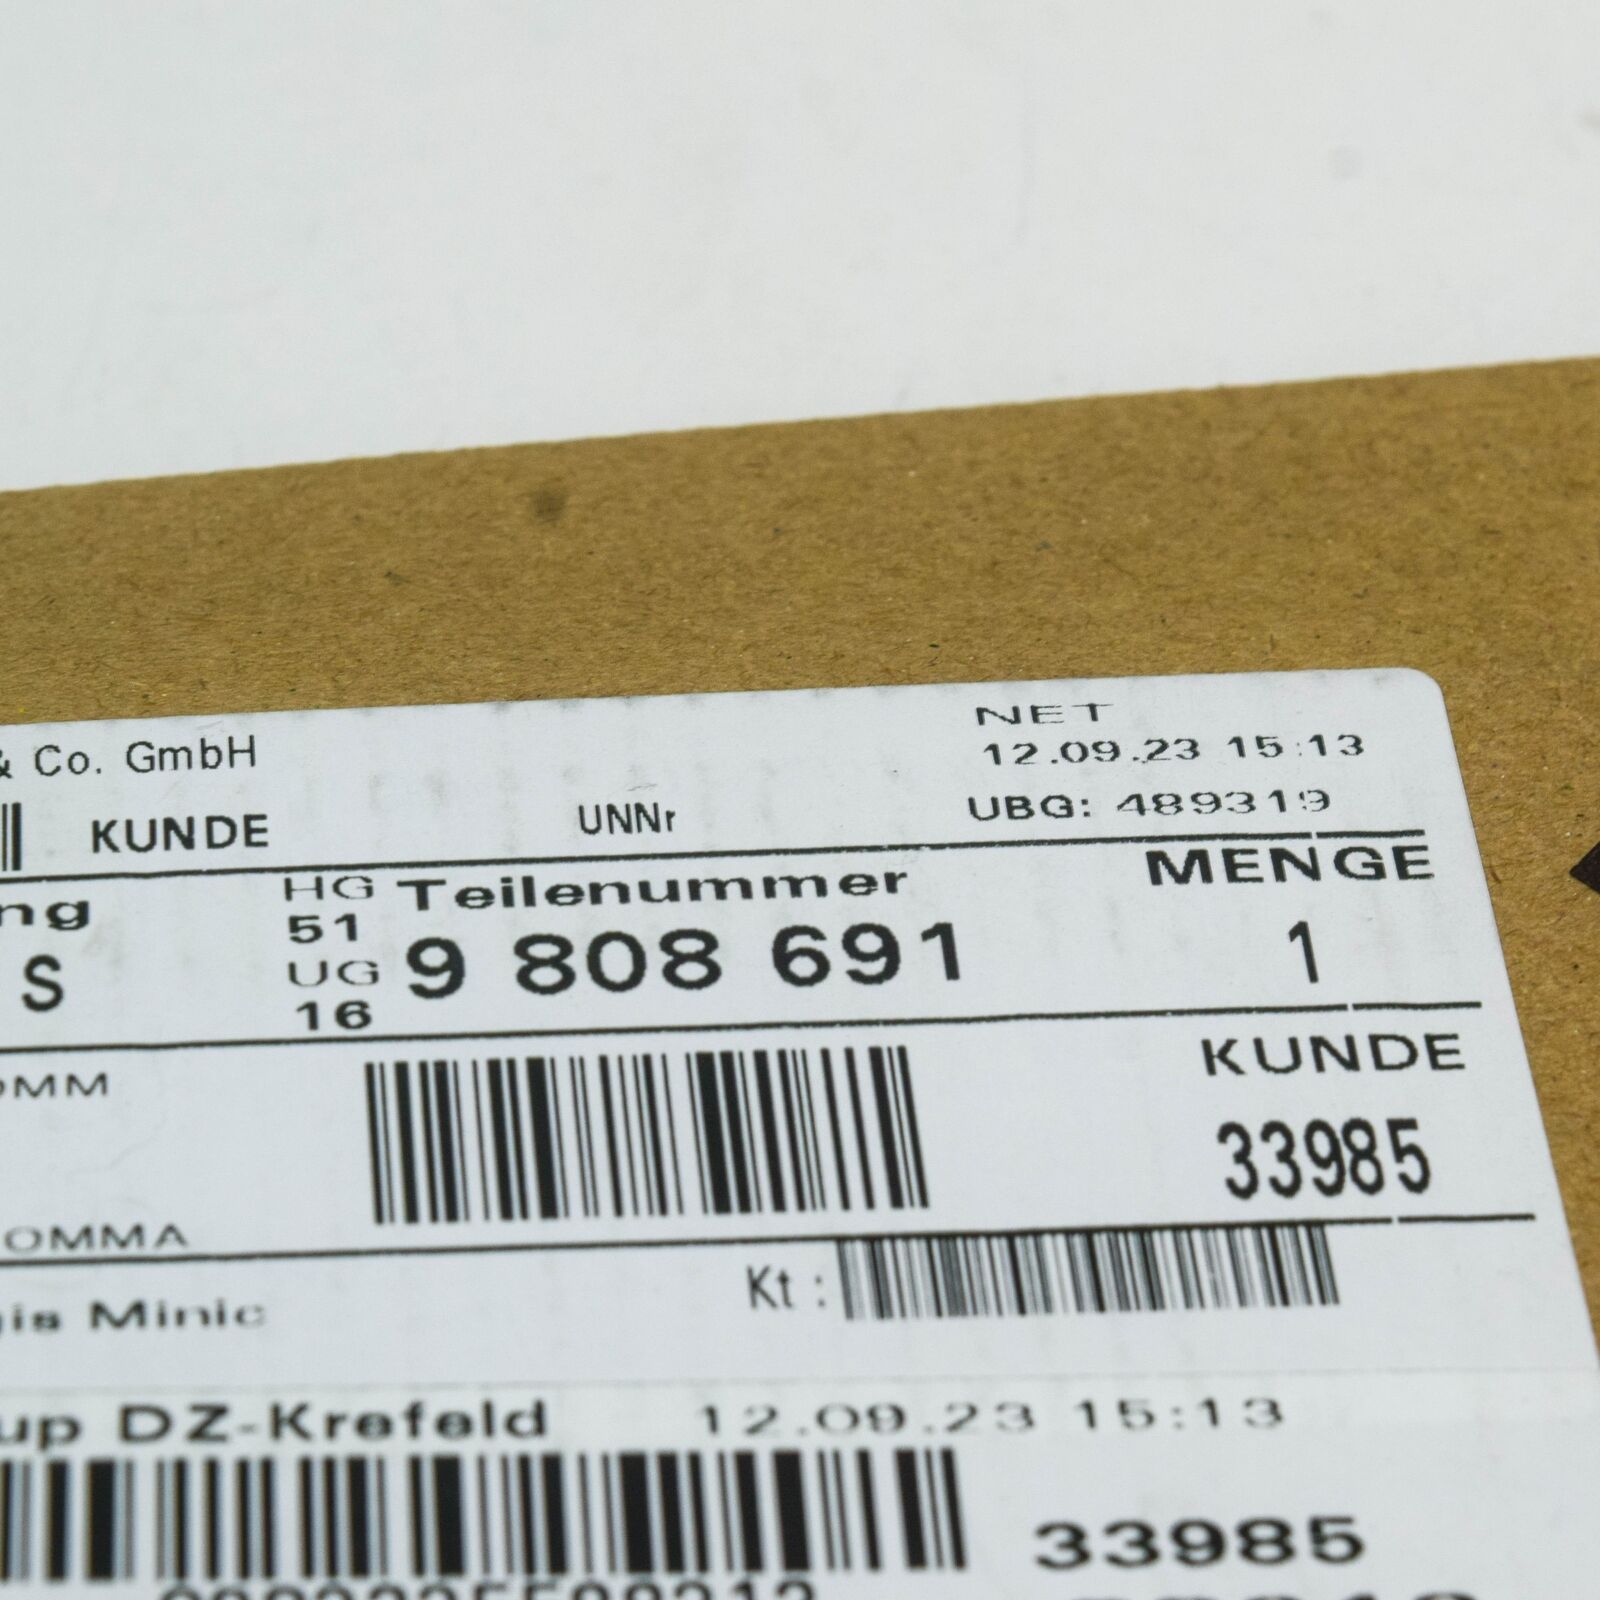 & Co. GmbH
NET
12.09.23 15:13
KUNDE
UNNr
UBG: 489319
HG
Teilenummer
MENGE
51
S
UG
9 808 691
1
16
KUNDE
33985
Kt :
Minic
DZ-Krefeld
12.09.23 15:13
33985